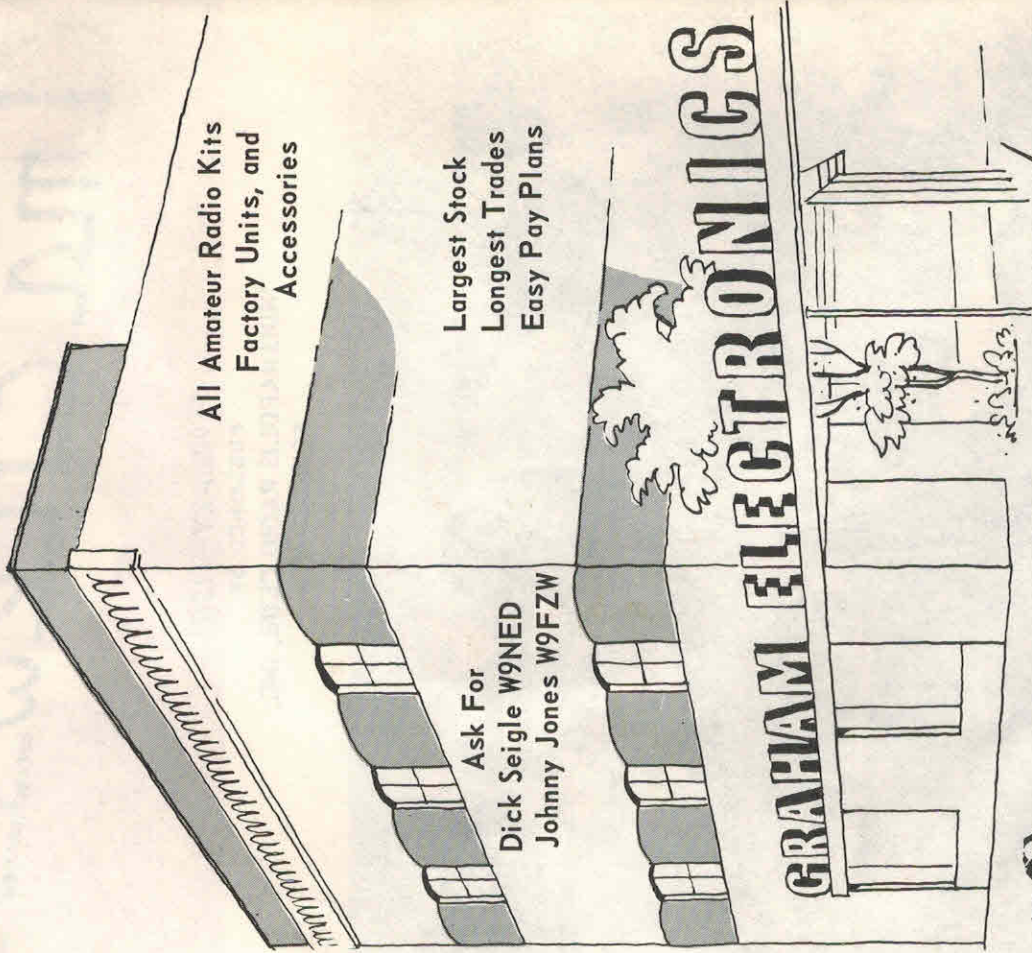 All Amateur Radio Kits
Factory Units, and
Accessories
Largest Stock
Longest Trades
Easy Pay Plans
Ask For
Dick Seigle W9NED
Johnny Jones W9FZW
GRAHAM ELECTRONICS